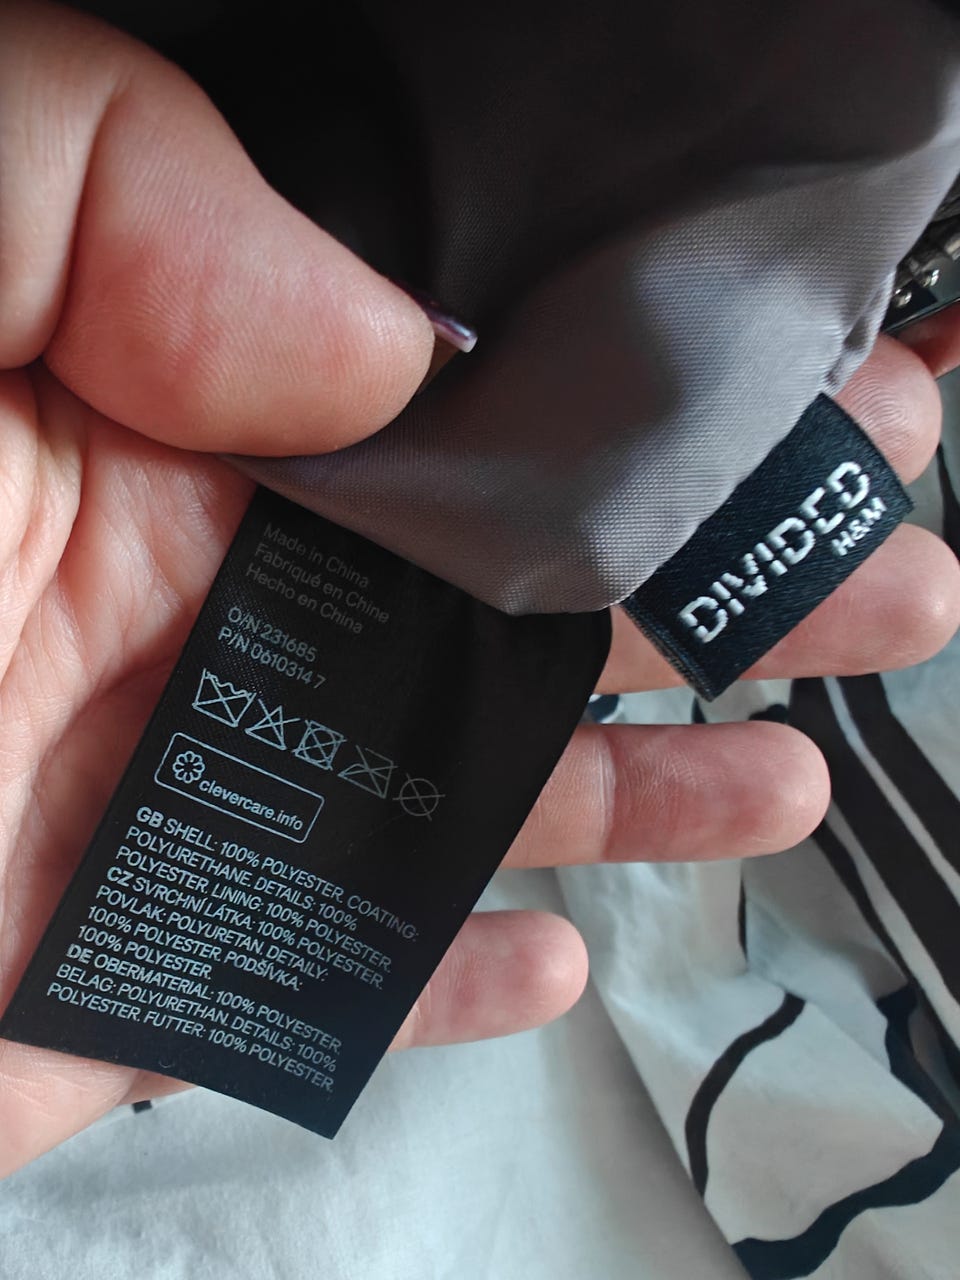 Made in China
Fabriqué en Chine
Hecho en China
O/N 231685
P/N 0610314 7
clevercare.info
GB SHELL: 100% POLYESTER. COATING:
POLYURETHANE. DETAILS: 100%
POLYESTER. LINING: 100% POLYESTER.
CZ SVRCHNÍ LÁTKA: 100% POLYESTER.
POVLAK: POLYURETAN. DETAILY:
100% POLYESTER. PODŠÍVKA:
100% POLYESTER.
DE OBERMATERIAL: 100% POLYESTER.
BELAG: POLYURETHAN. DETAILS: 100%
POLYESTER. FUTTER: 100% POLYESTER.
DIVIDED
H&M